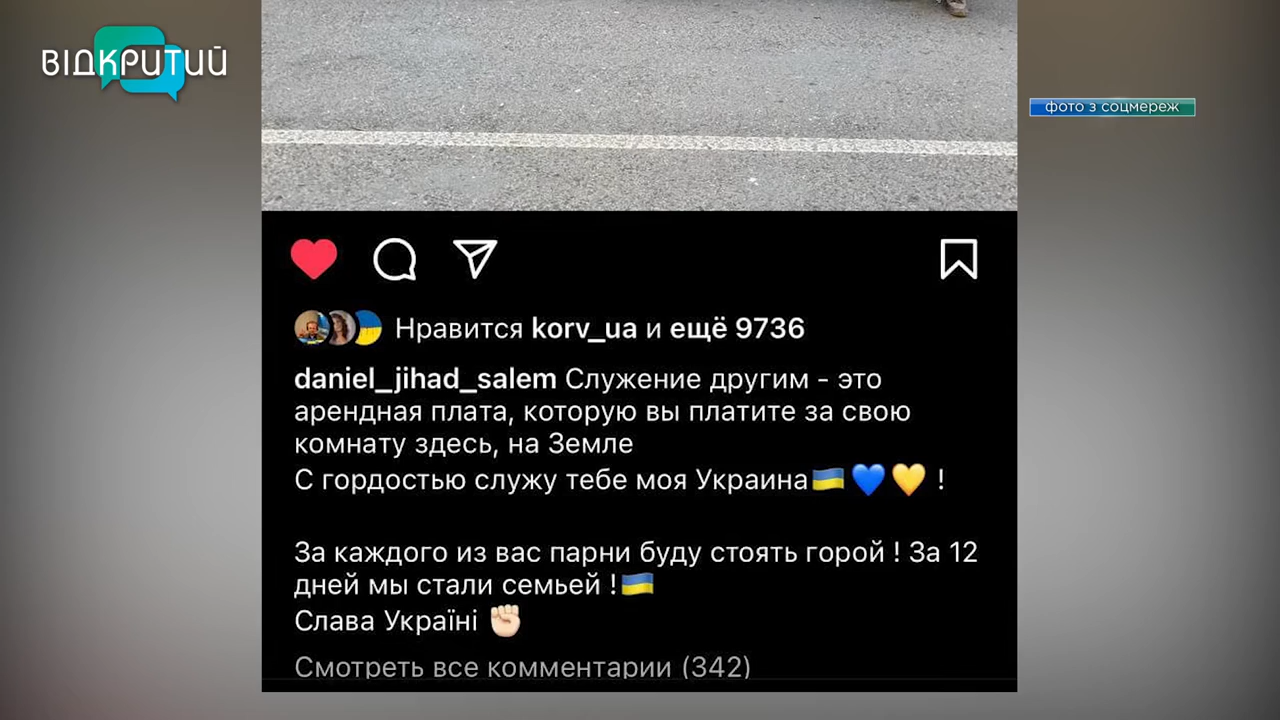 ВІДКРИТИЙ
фото з соцмереж
Нравится korv_ua и ещё 9736
daniel_jihad_salem Служение другим - это
арендная плата, которую вы платите за свою
комнату здесь, на Земле
С гордостью служу тебе моя Украина🇺🇦💙💛 !
За каждого из вас парни буду стоять горой ! За 12
дней мы стали семьей !🇺🇦
Слава Україні ✊🏻
Смотреть все комментарии (342)